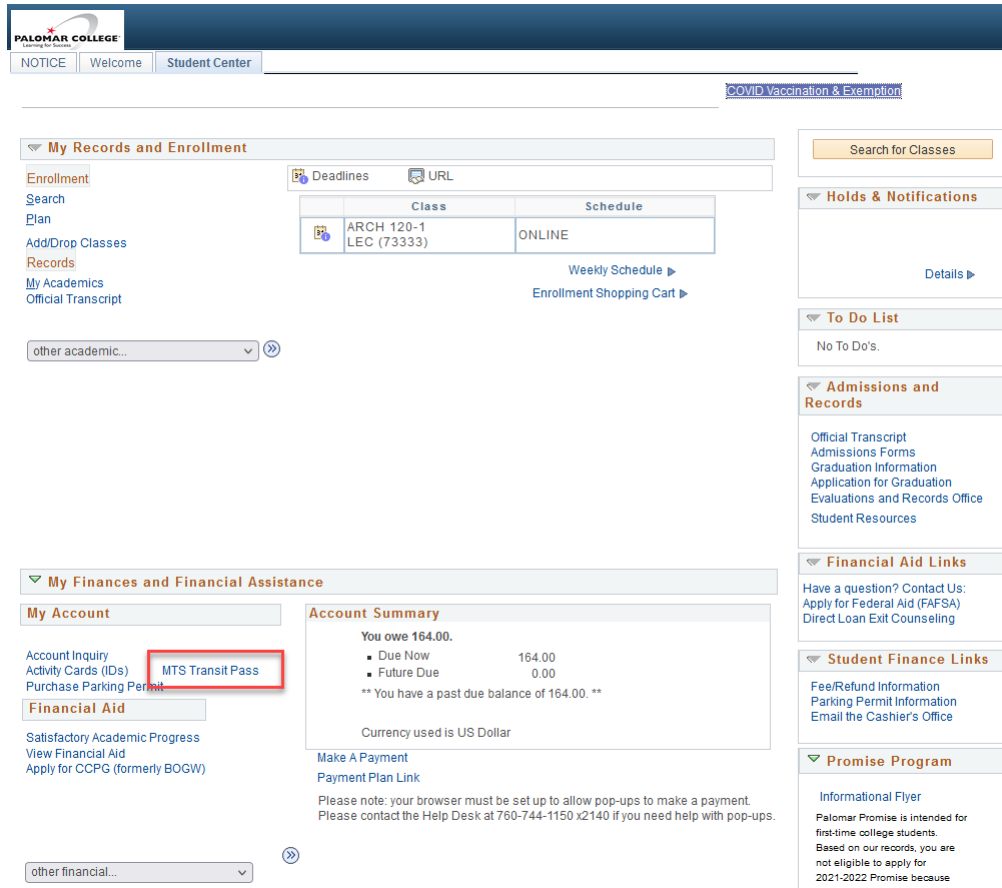 PALOMAR COLLEGE
Learning for Success
NOTICE
Welcome
Student Center
COVID Vaccination & Exemption
My Records and Enrollment
Enrollment
Search
Plan
Add/Drop Classes
Records
My Academics
Official Transcript
other academic...
Deadlines
URL
Class
Schedule
ARCH 120-1
LEC (73333)
ONLINE
Weekly Schedule
Enrollment Shopping Cart
My Finances and Financial Assistance
My Account
Account Inquiry
Activity Cards (IDs)
MTS Transit Pass
Purchase Parking Permit
Financial Aid
Satisfactory Academic Progress
View Financial Aid
Apply for CCPG (formerly BOGW)
other financial...
Account Summary
You owe 164.00.
Due Now 164.00
Future Due 0.00
** You have a past due balance of 164.00. **
Currency used is US Dollar
Make A Payment
Payment Plan Link
Please note: your browser must be set up to allow pop-ups to make a payment.
Please contact the Help Desk at 760-744-1150 x2140 if you need help with pop-ups.
Search for Classes
Holds & Notifications
Details
To Do List
No To Do's.
Admissions and
Records
Official Transcript
Admissions Forms
Graduation Information
Application for Graduation
Evaluations and Records Office
Student Resources
Financial Aid Links
Have a question? Contact Us:
Apply for Federal Aid (FAFSA)
Direct Loan Exit Counseling
Student Finance Links
Fee/Refund Information
Parking Permit Information
Email the Cashier's Office
Promise Program
Informational Flyer
Palomar Promise is intended for
first-time college students.
Based on our records, you are
not eligible to apply for
2021-2022 Promise because